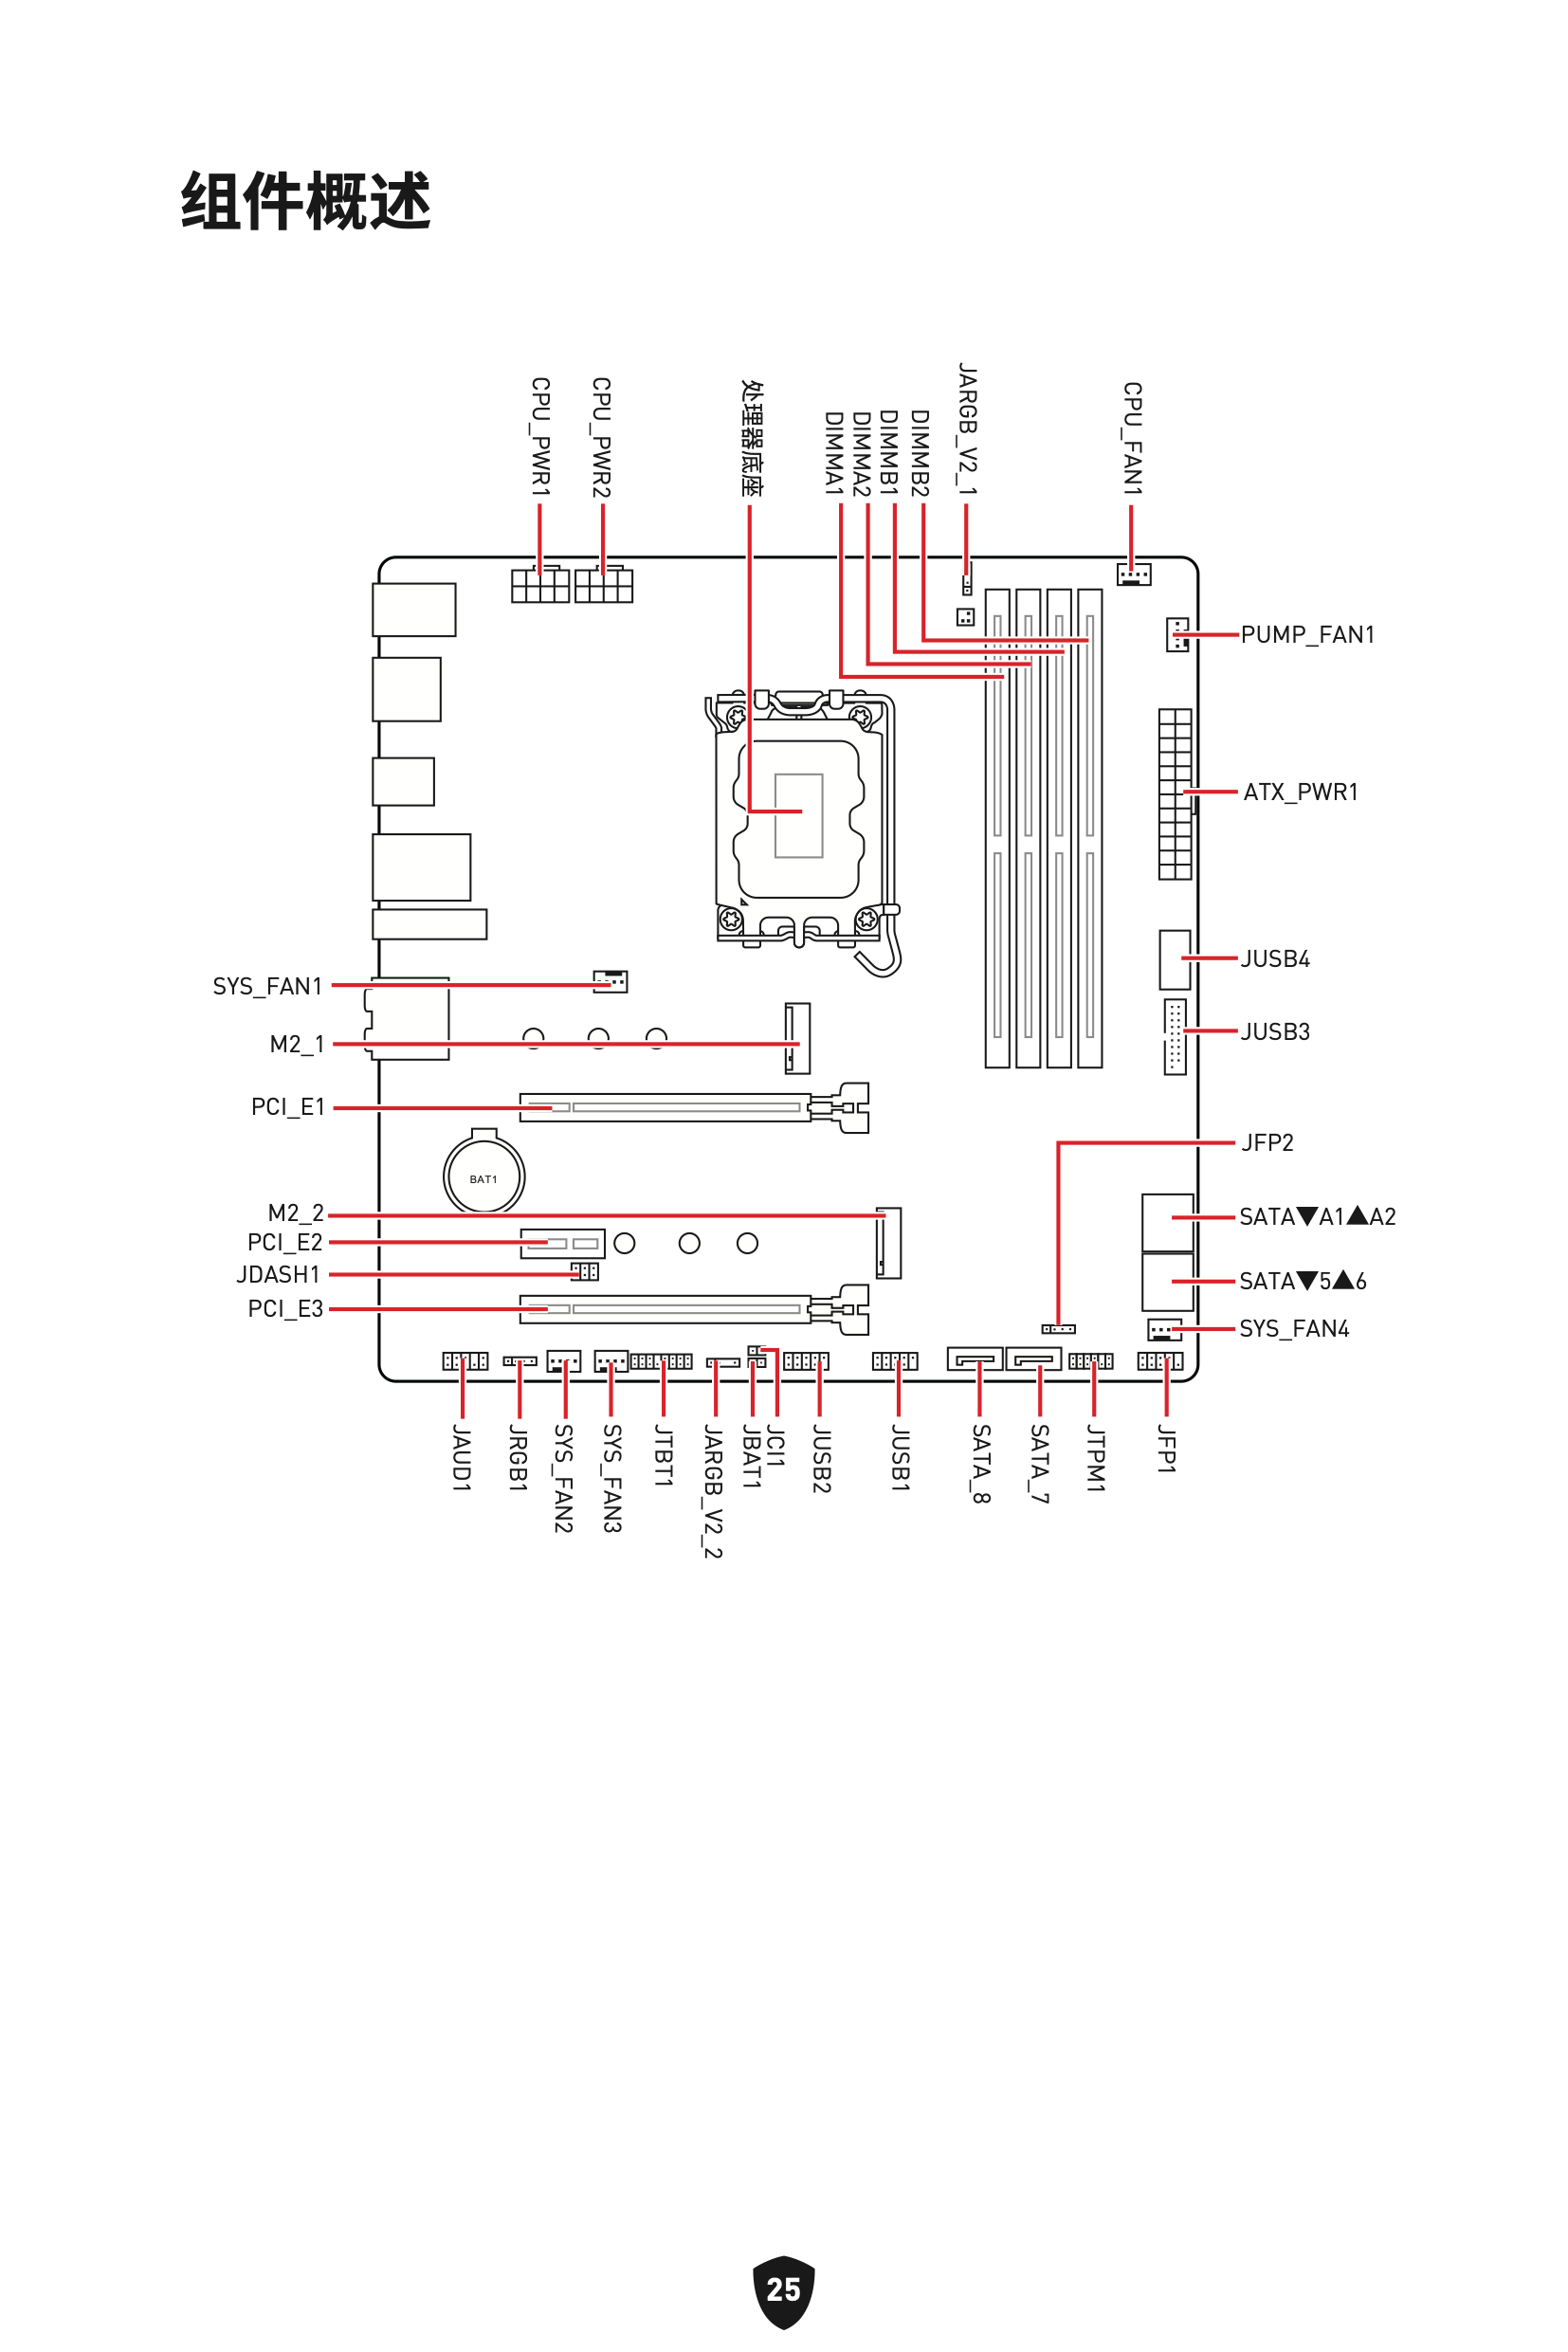 组件概述
CPU_PWR1
CPU_PWR2
处理器底座
DIMMA1
DIMMA2
DIMMB1
DIMMB2
JARGB_V2_1
CPU_FAN1
PUMP_FAN1
ATX_PWR1
JUSB4
SYS_FAN1
JUSB3
M2_1
PCI_E1
JFP2
BAT1
M2_2
SATA▼A1▲A2
PCI_E2
JDASH1
SATA▼5▲6
PCI_E3
SYS_FAN4
JAUD1
JRGB1
SYS_FAN2
SYS_FAN3
JTBT1
JARGB_V2_2
JBAT1
JCI1
JUSB2
JUSB1
SATA_8
SATA_7
JTPM1
JFP1
25